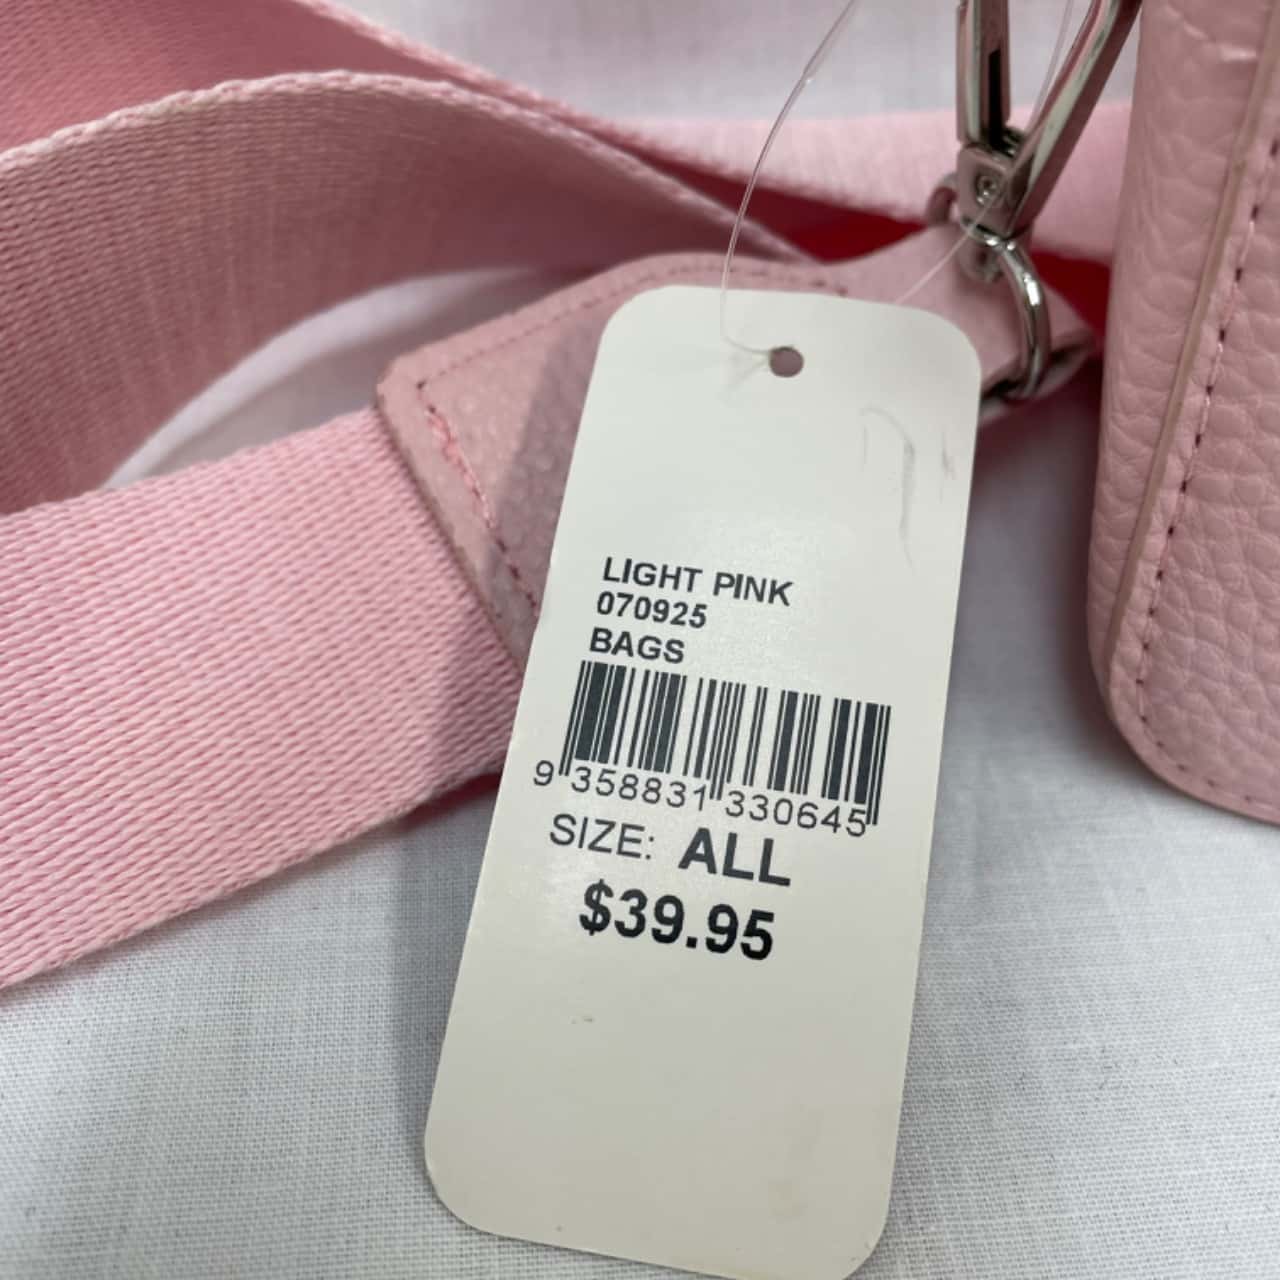 LIGHT PINK
070925
BAGS
9 358831 330645
SIZE: ALL
$39.95